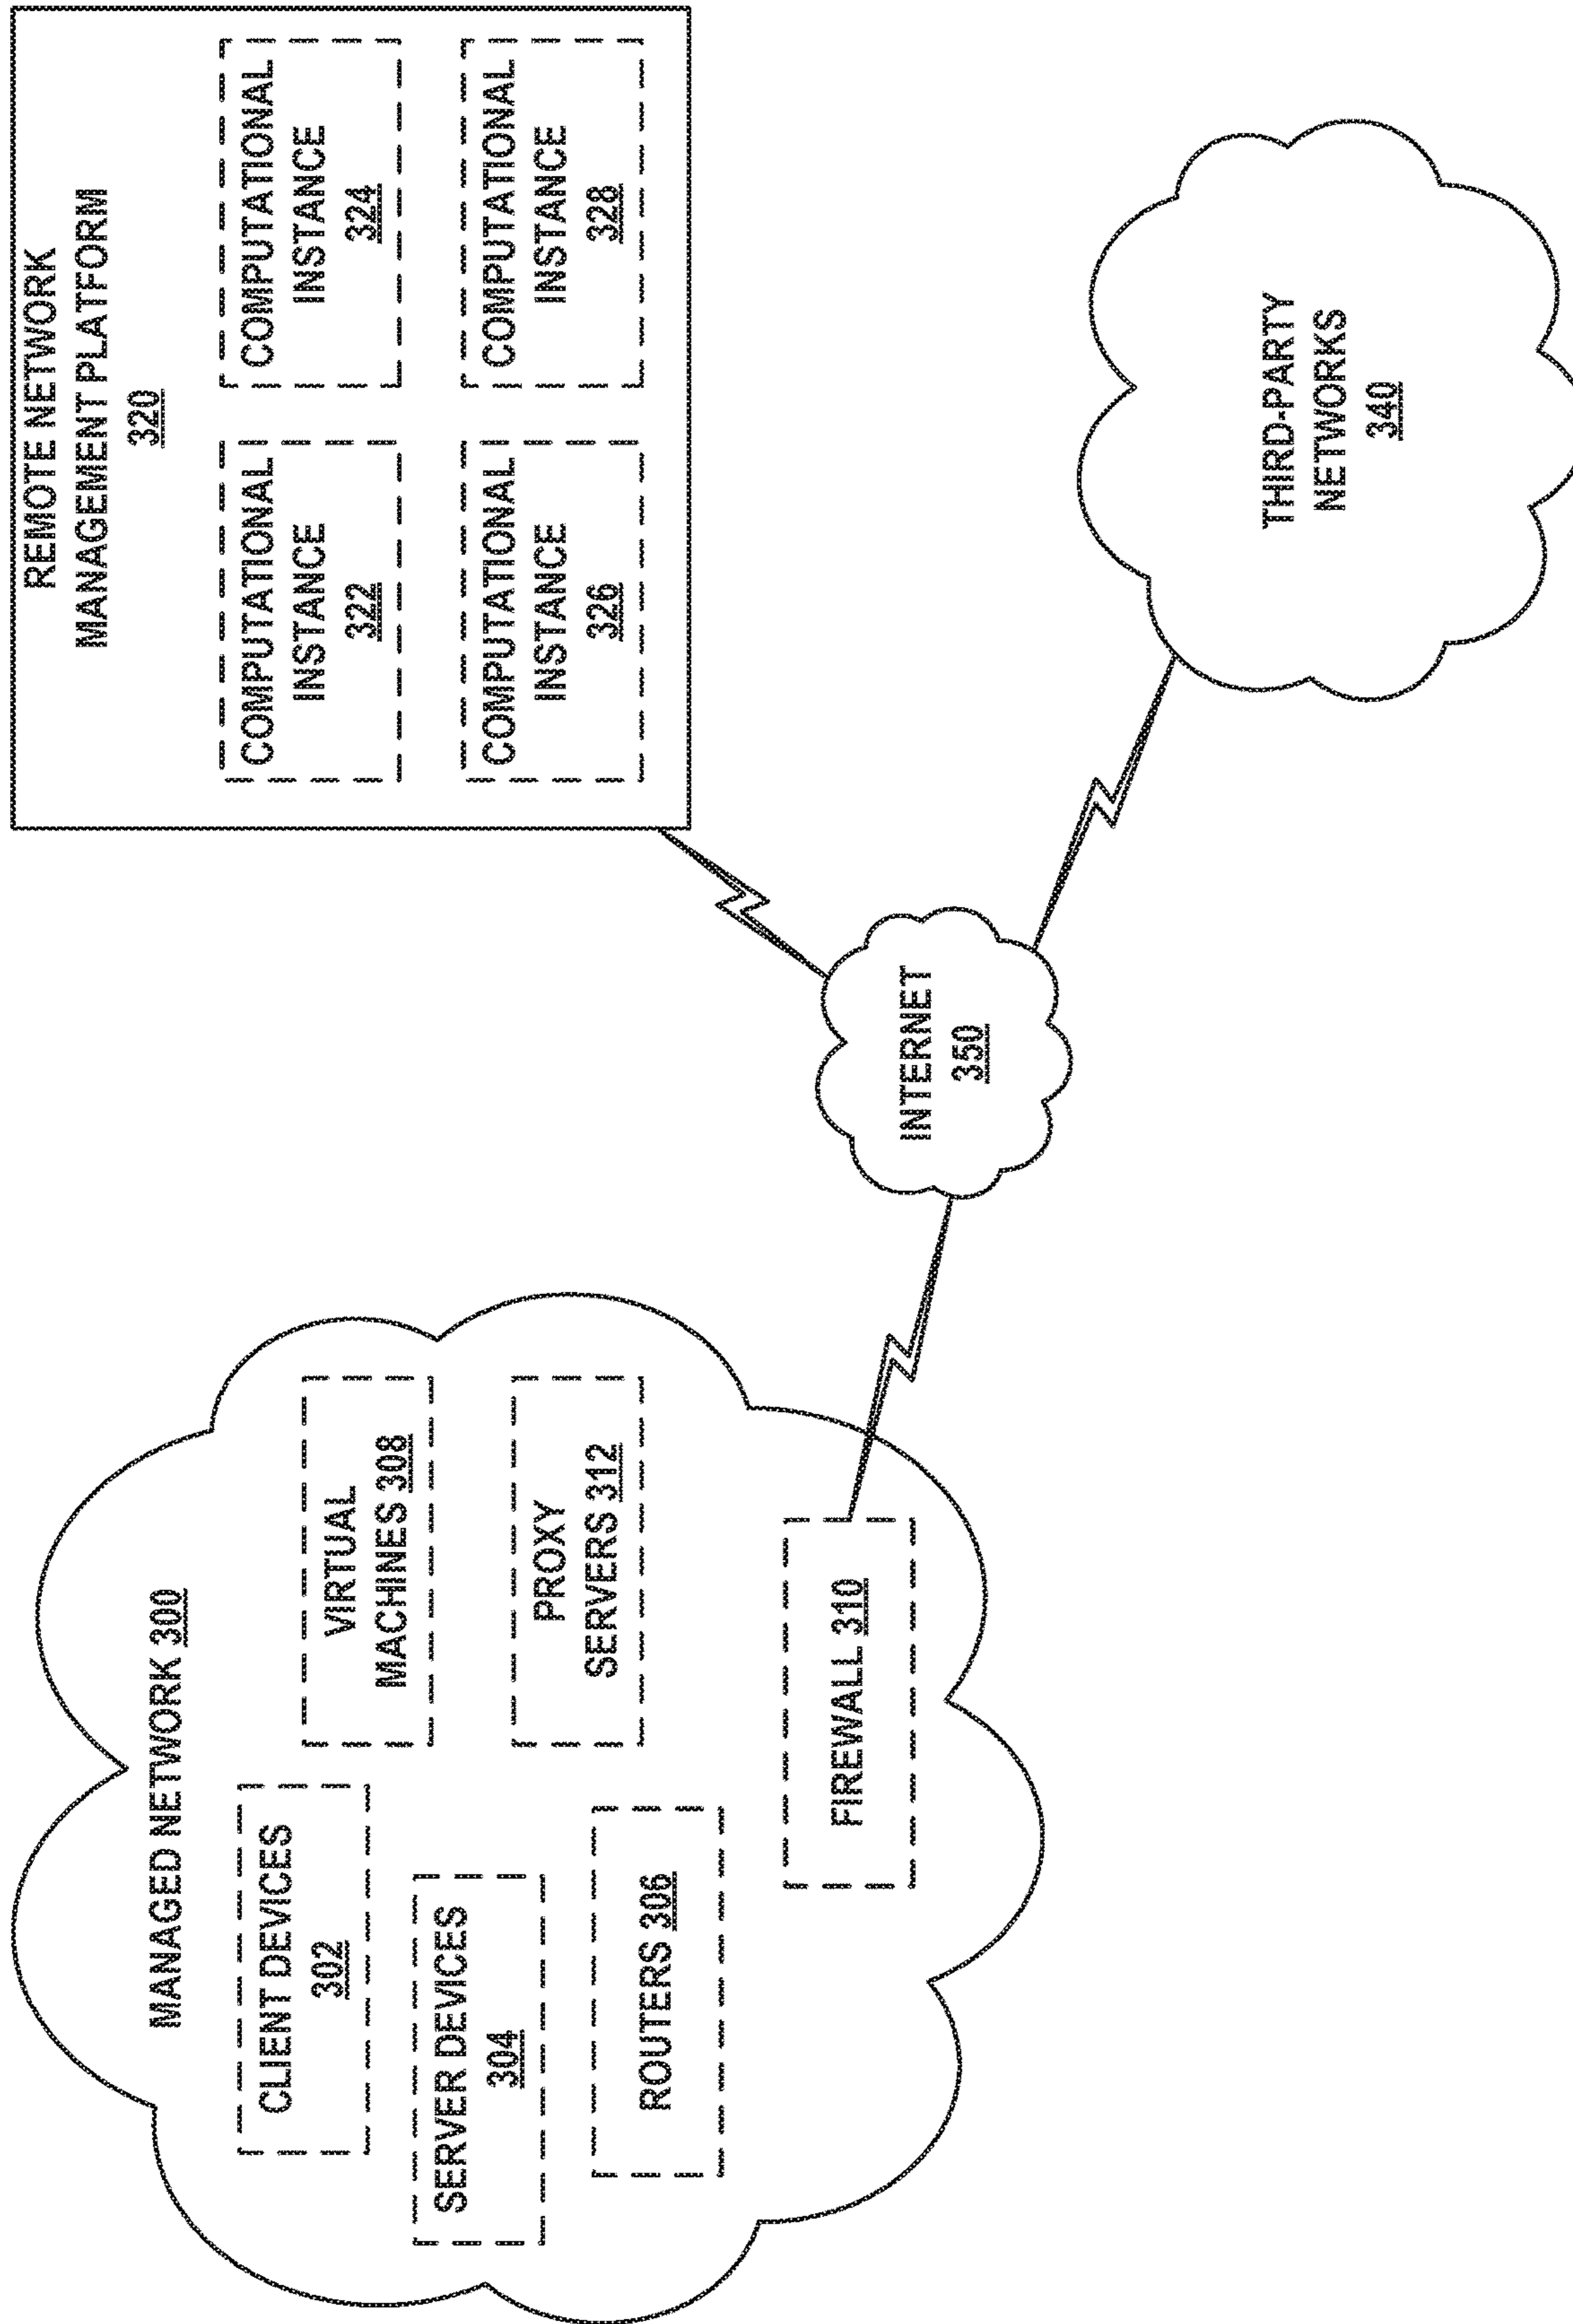 MANAGED NETWORK 300
CLIENT DEVICES
302
SERVER DEVICES
304
ROUTERS 306
VIRTUAL
MACHINES 308
PROXY
SERVERS 312
FIREWALL 310
INTERNET
350
REMOTE NETWORK
MANAGEMENT PLATFORM
320
COMPUTATIONAL
INSTANCE
322
COMPUTATIONAL
INSTANCE
324
COMPUTATIONAL
INSTANCE
326
COMPUTATIONAL
INSTANCE
328
THIRD-PARTY
NETWORKS
340